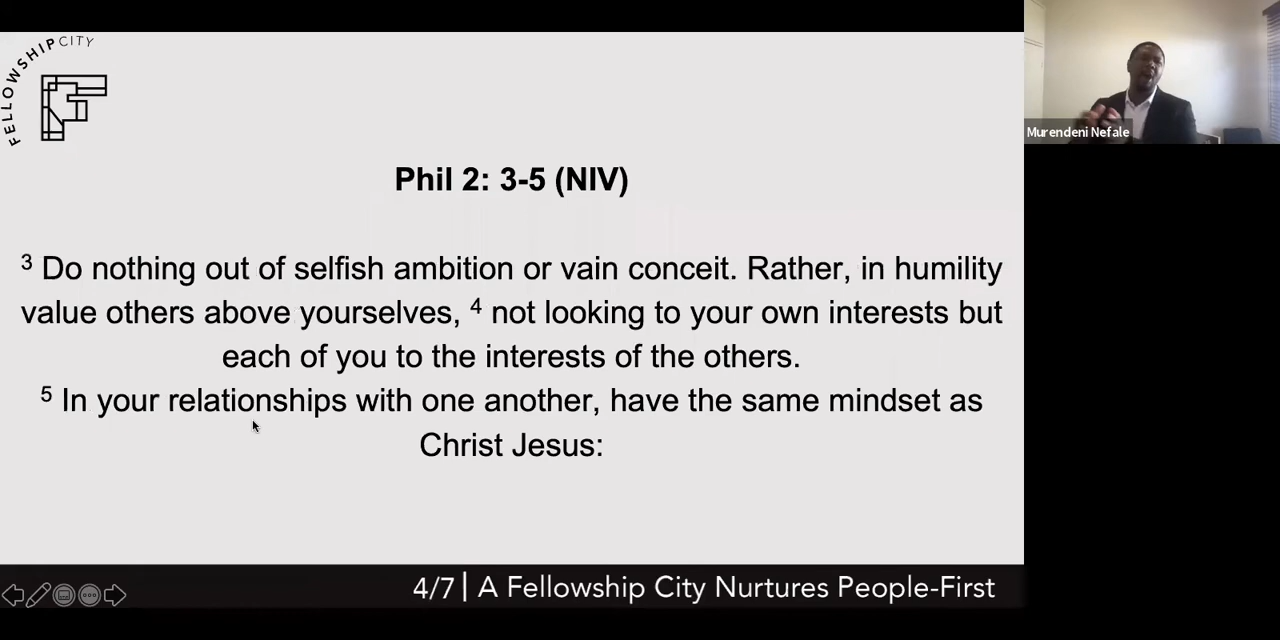 FELLOWSHIP CITY
Phil 2: 3-5 (NIV)
3 Do nothing out of selfish ambition or vain conceit. Rather, in humility
value others above yourselves, 4 not looking to your own interests but
each of you to the interests of the others.
5 In your relationships with one another, have the same mindset as
Christ Jesus:
4/7 | A Fellowship City Nurtures People-First
Murendeni Nefale